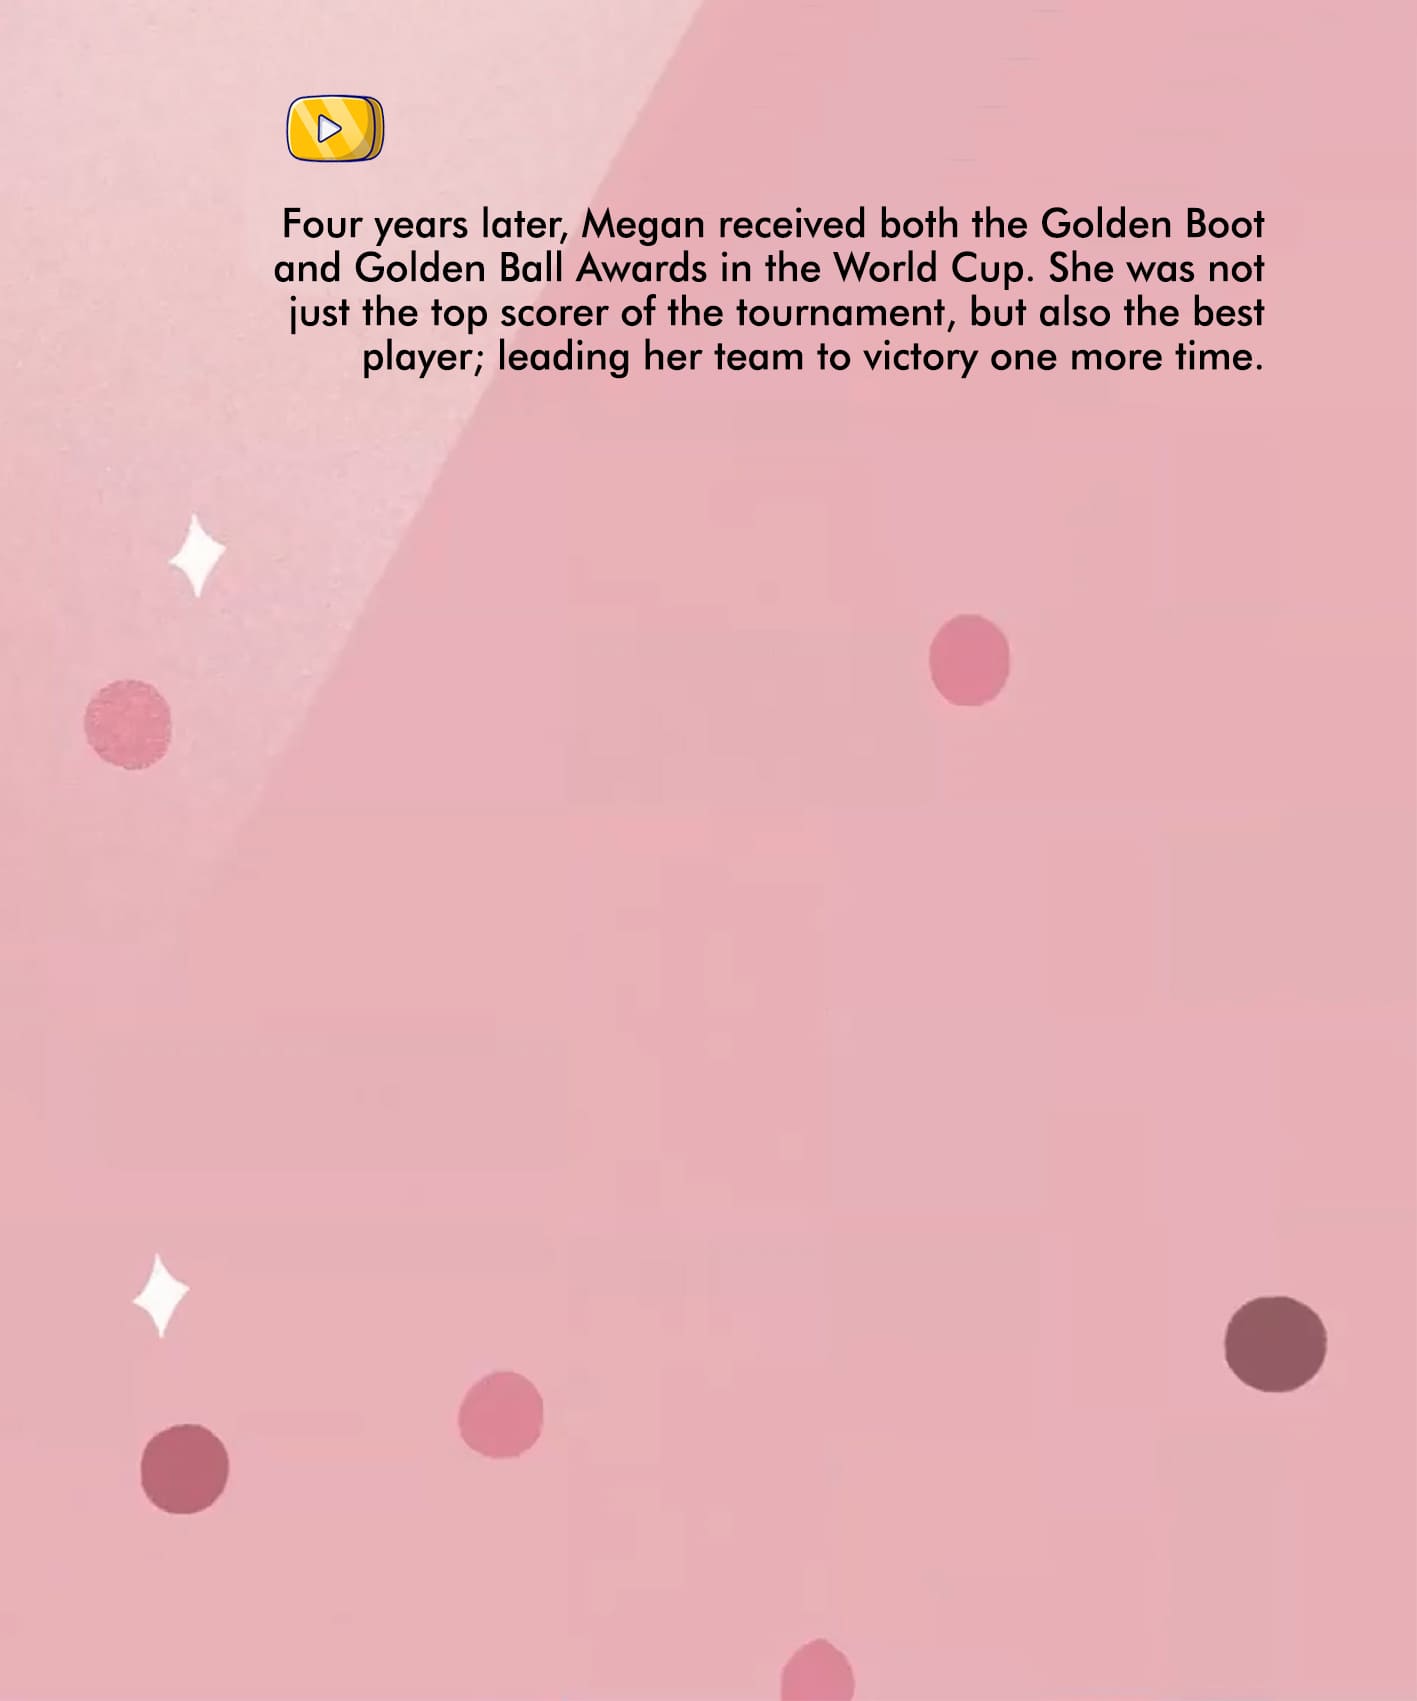 Four years later, Megan received both the Golden Boot
and Golden Ball Awards in the World Cup. She was not
just the top scorer of the tournament, but also the best
player; leading her team to victory one more time.